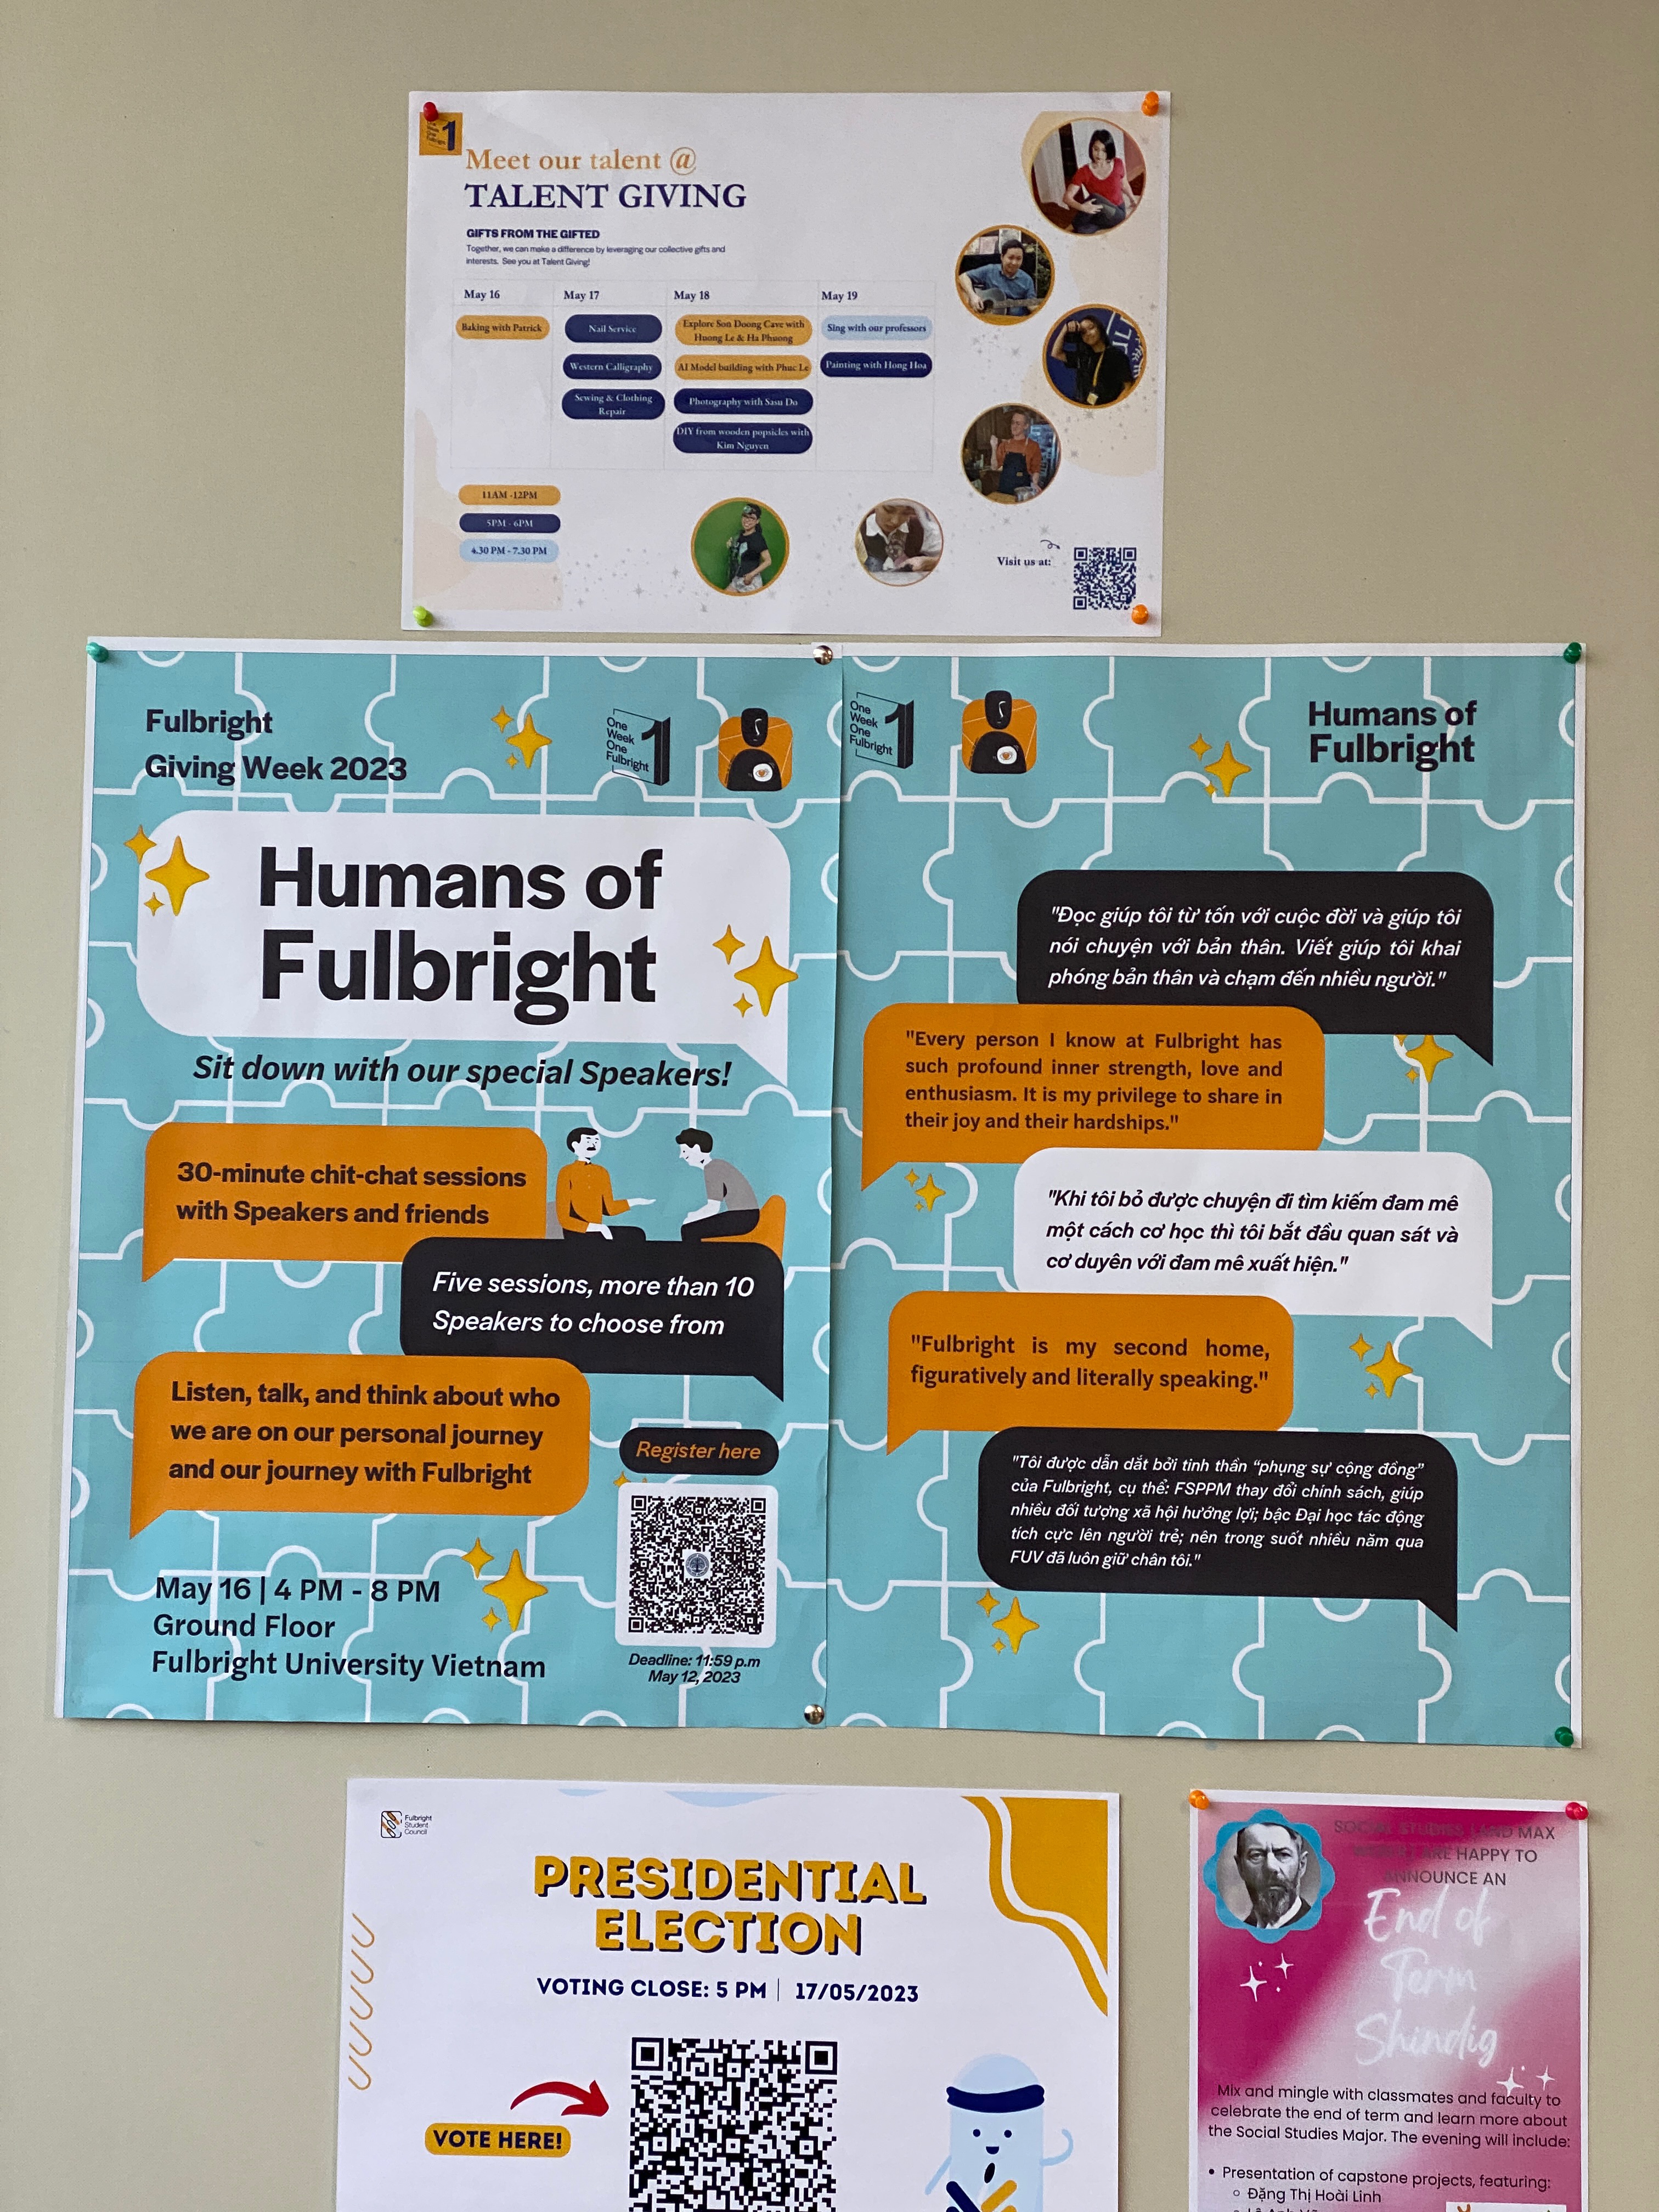 One
Week
One
Fulbright
1
Meet our talent @
TALENT GIVING
GIFTS FROM THE GIFTED
Together, we can make a difference by leveraging our collective gifts and
interests. See you at Talent Giving!
May 16
May 17
May 18
May 19
Baking with Patrick
Nail Service
Western Calligraphy
Sewing & Clothing
Repair
Explore Son Doong Cave with
Huong Le & Ha Phuong
AI Model building with Phuc Le
Photography with Sasu Do
DIY from wooden popsicles with
Kim Nguyen
Sing with our professors
Painting with Hong Hoa
11AM -12PM
5PM - 6PM
4.30 PM - 7.30 PM
Visit us at:
Fulbright
Giving Week 2023
One
Week
One
Fulbright
1
Humans of
Fulbright
Sit down with our special Speakers!
30-minute chit-chat sessions
with Speakers and friends
Five sessions, more than 10
Speakers to choose from
Listen, talk, and think about who
we are on our personal journey
and our journey with Fulbright
Register here
May 16 | 4 PM - 8 PM
Ground Floor
Fulbright University Vietnam
Deadline: 11:59 p.m
May 12, 2023
One
Week
One
Fulbright
1
Humans of
Fulbright
"Đọc giúp tôi từ tốn với cuộc đời và giúp tôi
nói chuyện với bản thân. Viết giúp tôi khai
phóng bản thân và chạm đến nhiều người."
"Every person I know at Fulbright has
such profound inner strength, love and
enthusiasm. It is my privilege to share in
their joy and their hardships."
"Khi tôi bỏ được chuyện đi tìm kiếm đam mê
một cách cơ học thì tôi bắt đầu quan sát và
cơ duyên với đam mê xuất hiện."
"Fulbright is my second home,
figuratively and literally speaking."
"Tôi được dẫn dắt bởi tinh thần “phụng sự cộng đồng”
của Fulbright, cụ thể: FSPPM thay đổi chính sách, giúp
nhiều đối tượng xã hội hưởng lợi; bậc Đại học tác động
tích cực lên người trẻ; nên trong suốt nhiều năm qua
FUV đã luôn giữ chân tôi."
Fulbright
Student
Council
PRESIDENTIAL
ELECTION
VOTING CLOSE: 5 PM | 17/05/2023
VOTE HERE!
SOCIAL STUDIES AND MAX
ARE HAPPY TO
ANNOUNCE AN
End of
Term
Shindig
Mix and mingle with classmates and faculty to
celebrate the end of term and learn more about
the Social Studies Major. The evening will include:
• Presentation of capstone projects, featuring:
Đặng Thị Hoài Linh